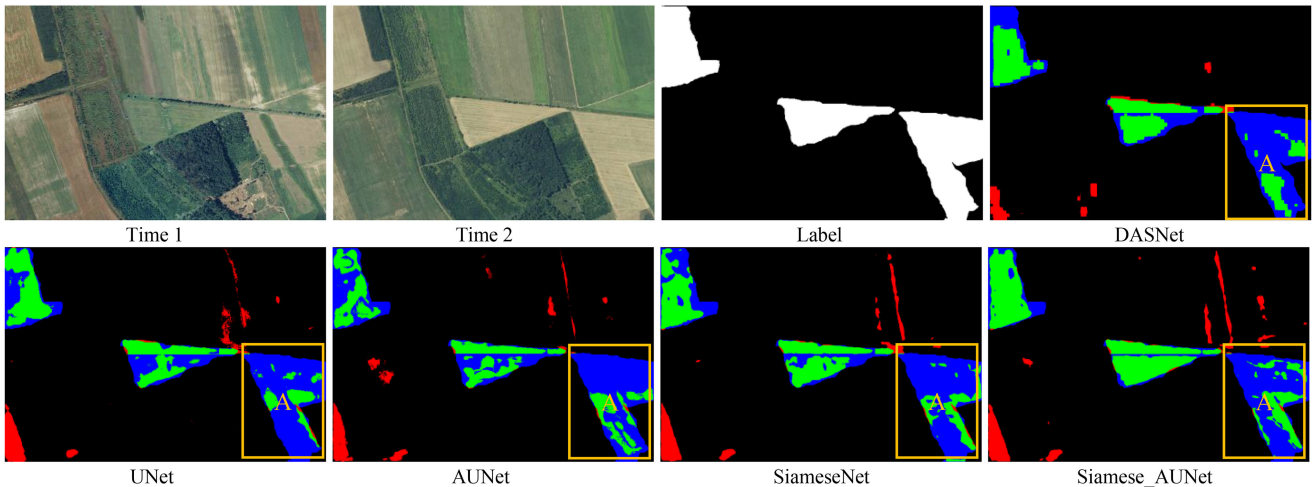 A
Time 1
Time 2
Label
DASNet
A
A
A
A
UNet
AUNet
SiameseNet
Siamese_AUNet